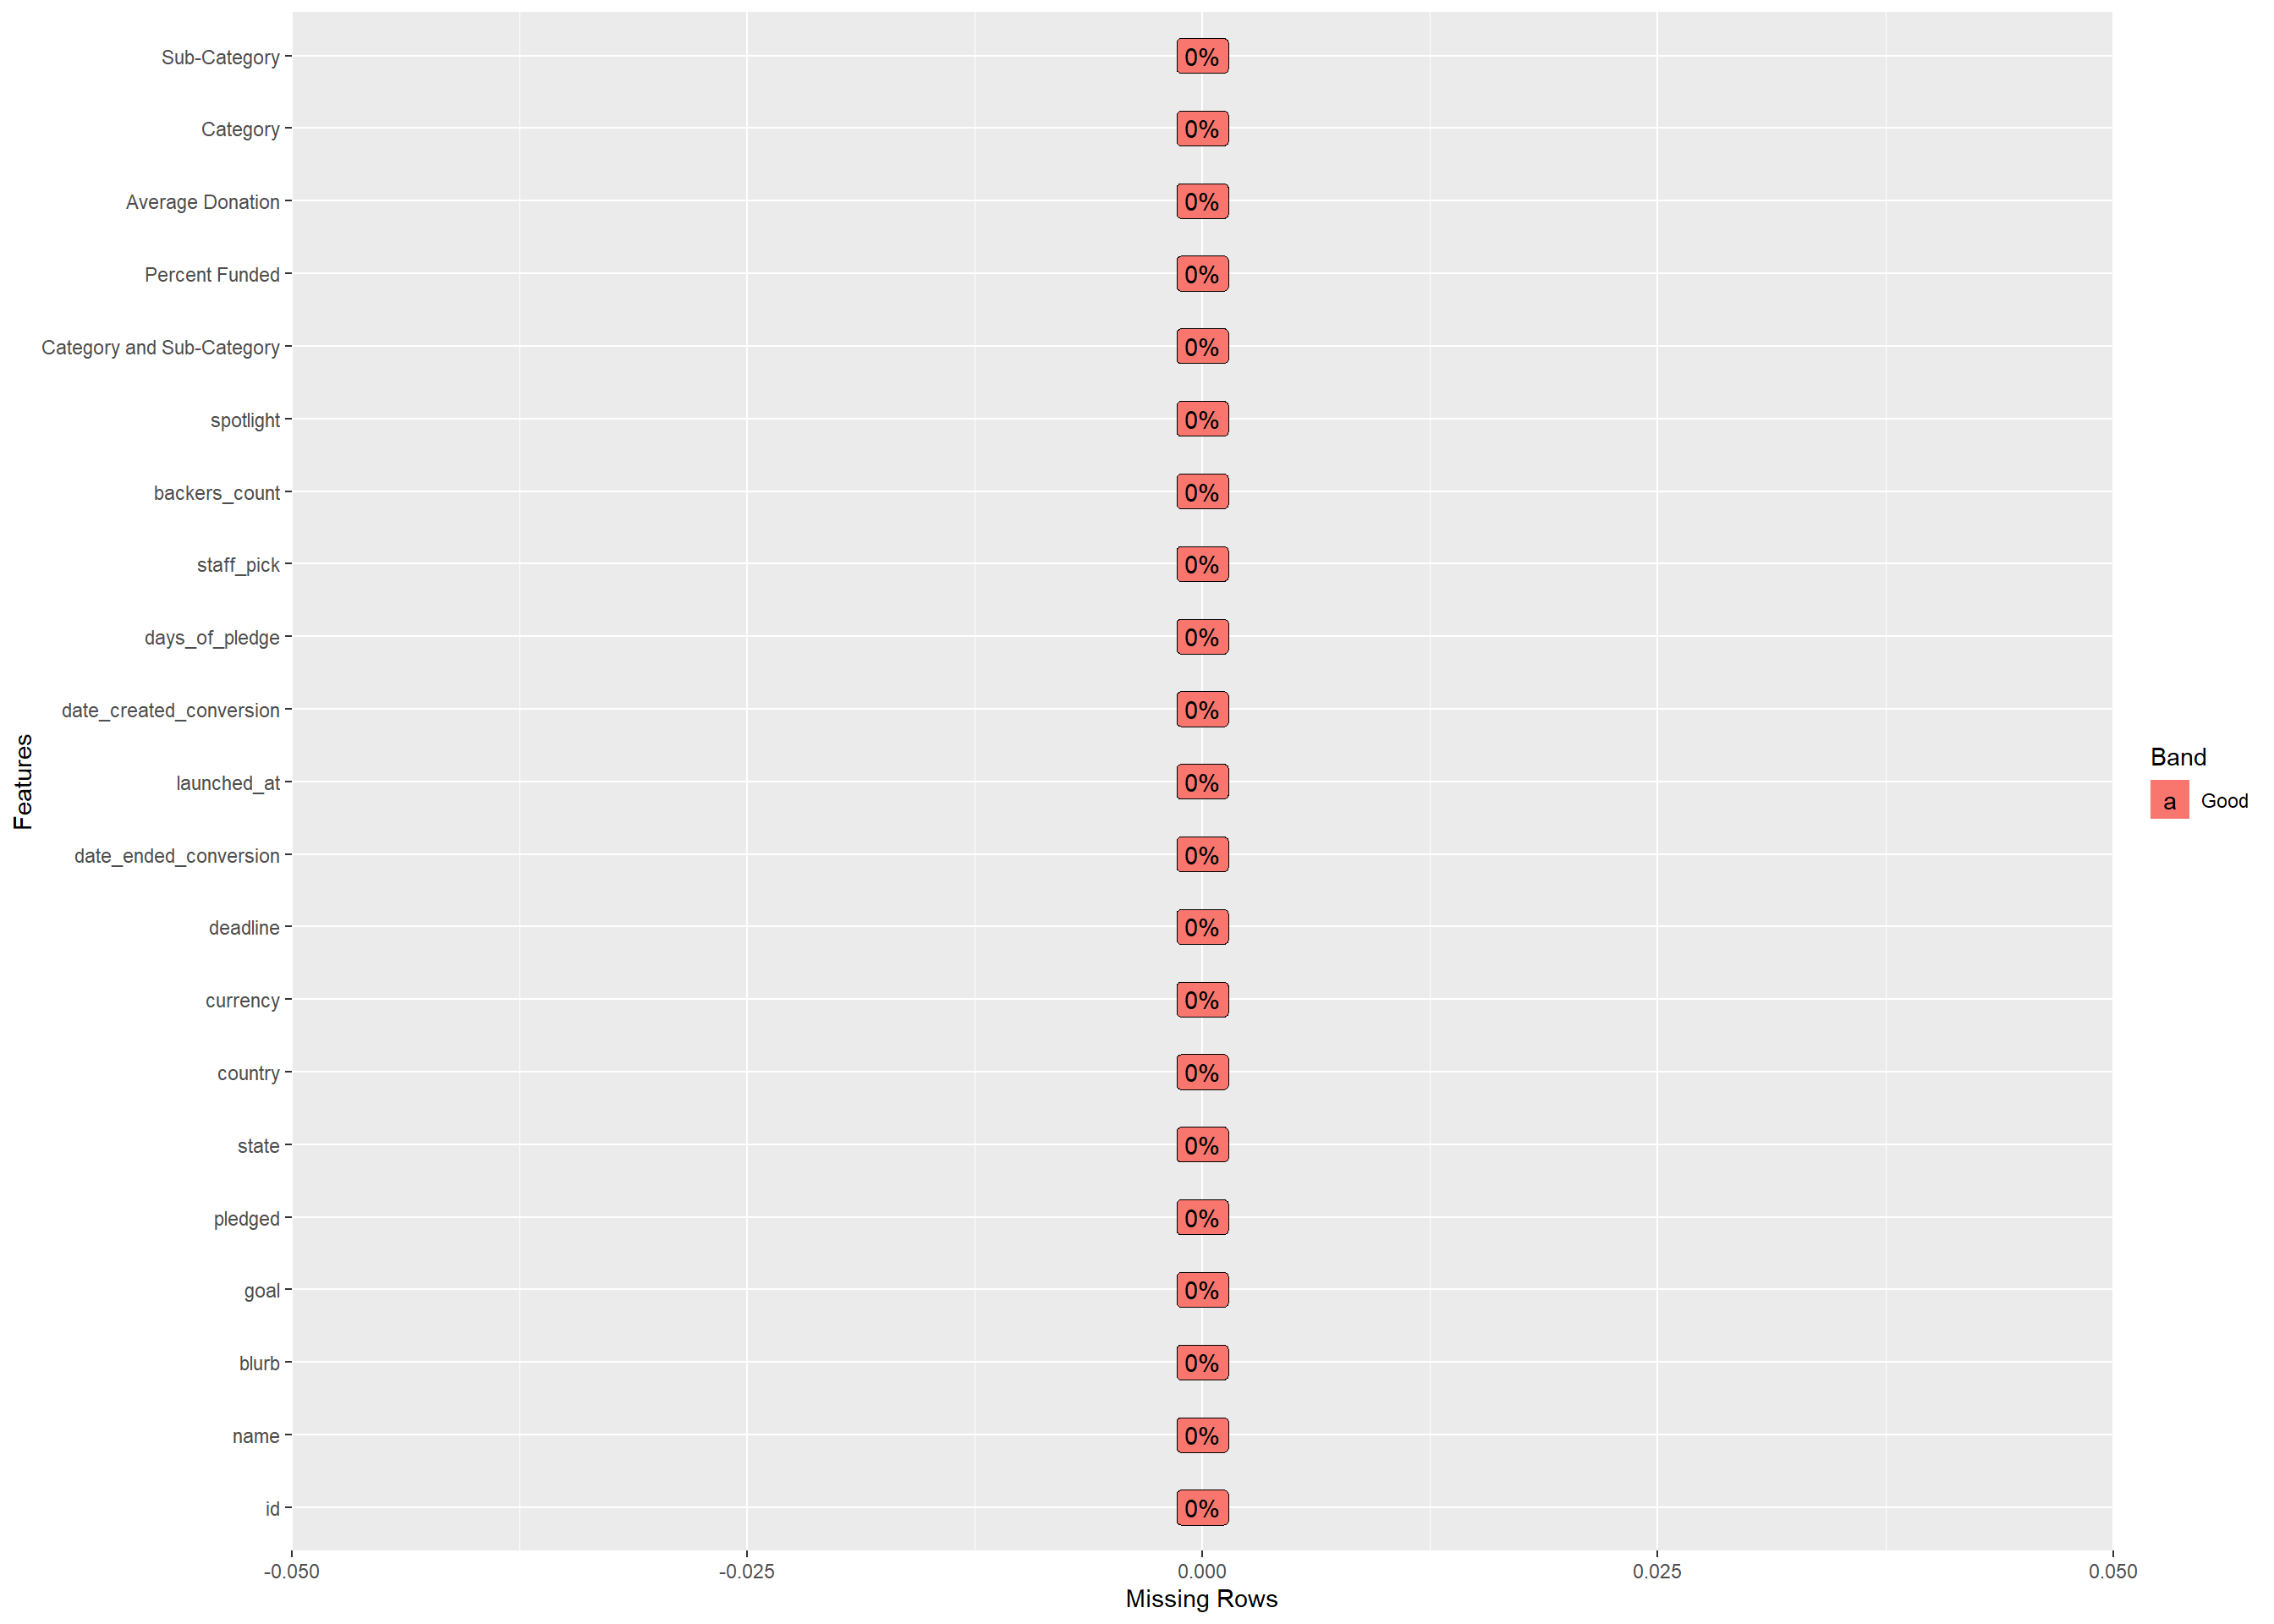 Sub-Category 0%
Category 0%
Average Donation 0%
Percent Funded 0%
Category and Sub-Category 0%
spotlight 0%
backers_count 0%
staff_pick 0%
days_of_pledge 0%
date_created_conversion 0%
launched_at 0%
date_ended_conversion 0%
deadline 0%
currency 0%
country 0%
state 0%
pledged 0%
goal 0%
blurb 0%
name 0%
id 0%
Features
-0.050 -0.025 0.000 0.025 0.050
Missing Rows
Band
a Good